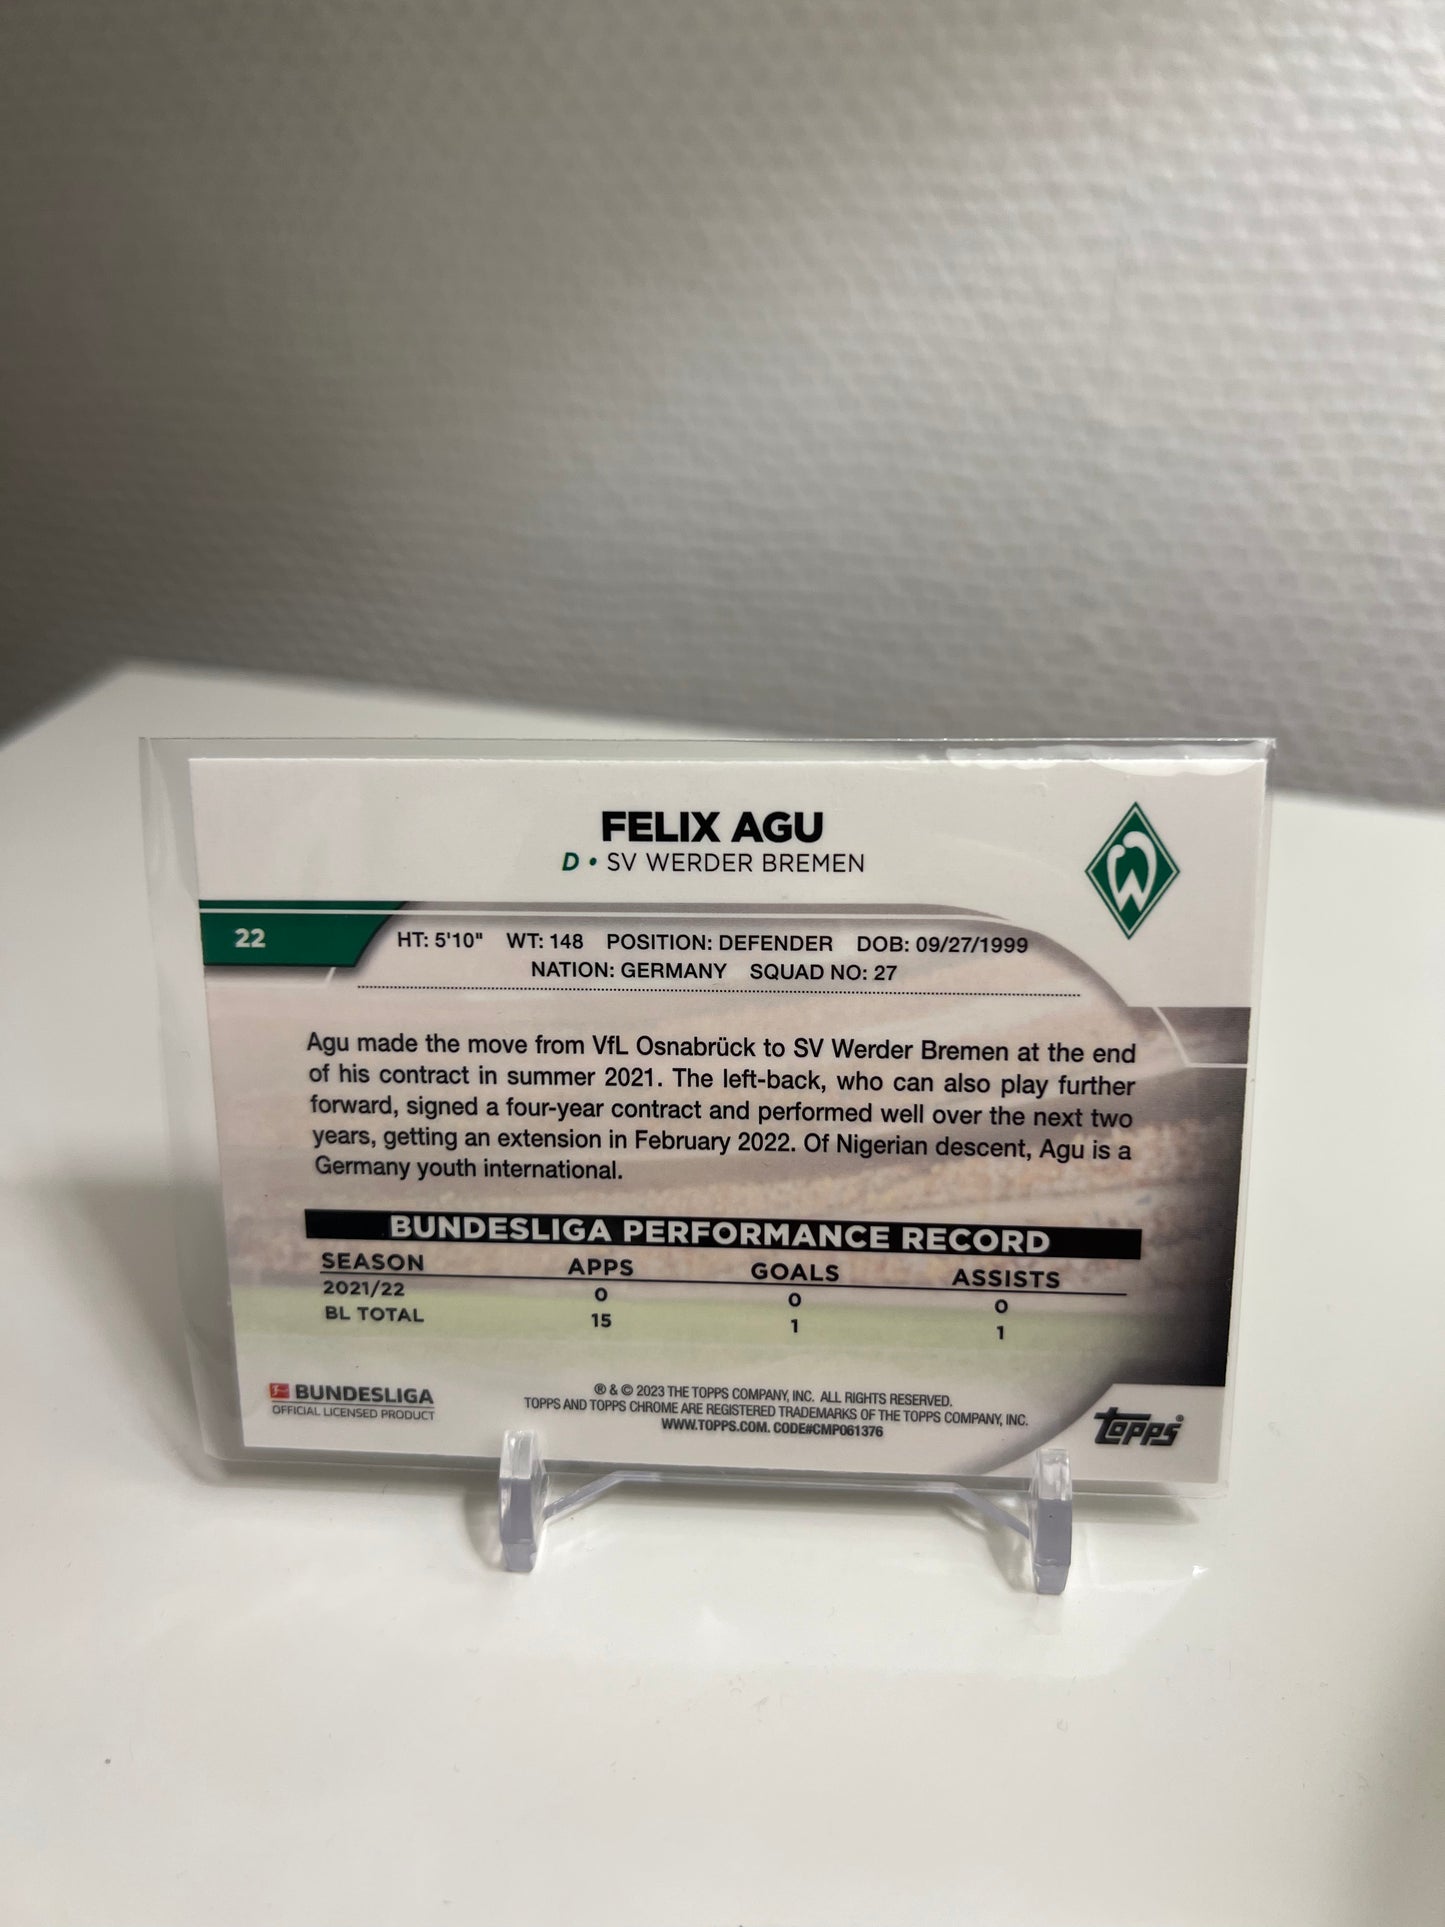 FELIX AGU
D • SV WERDER BREMEN
W
22
HT: 5'10" WT: 148 POSITION: DEFENDER DOB: 09/27/1999
NATION: GERMANY SQUAD NO: 27
Agu made the move from VfL Osnabrück to SV Werder Bremen at the end
of his contract in summer 2021. The left-back, who can also play further
forward, signed a four-year contract and performed well over the next two
years, getting an extension in February 2022. Of Nigerian descent, Agu is a
Germany youth international.
BUNDESLIGA PERFORMANCE RECORD
SEASON APPS GOALS ASSISTS
2021/22 0 0 0
BL TOTAL 15 1 1
BUNDESLIGA
OFFICIAL LICENSED PRODUCT
® & © 2023 THE TOPPS COMPANY, INC. ALL RIGHTS RESERVED.
TOPPS AND TOPPS CHROME ARE REGISTERED TRADEMARKS OF THE TOPPS COMPANY, INC.
WWW.TOPPS.COM. CODE#CMP061376
topps®